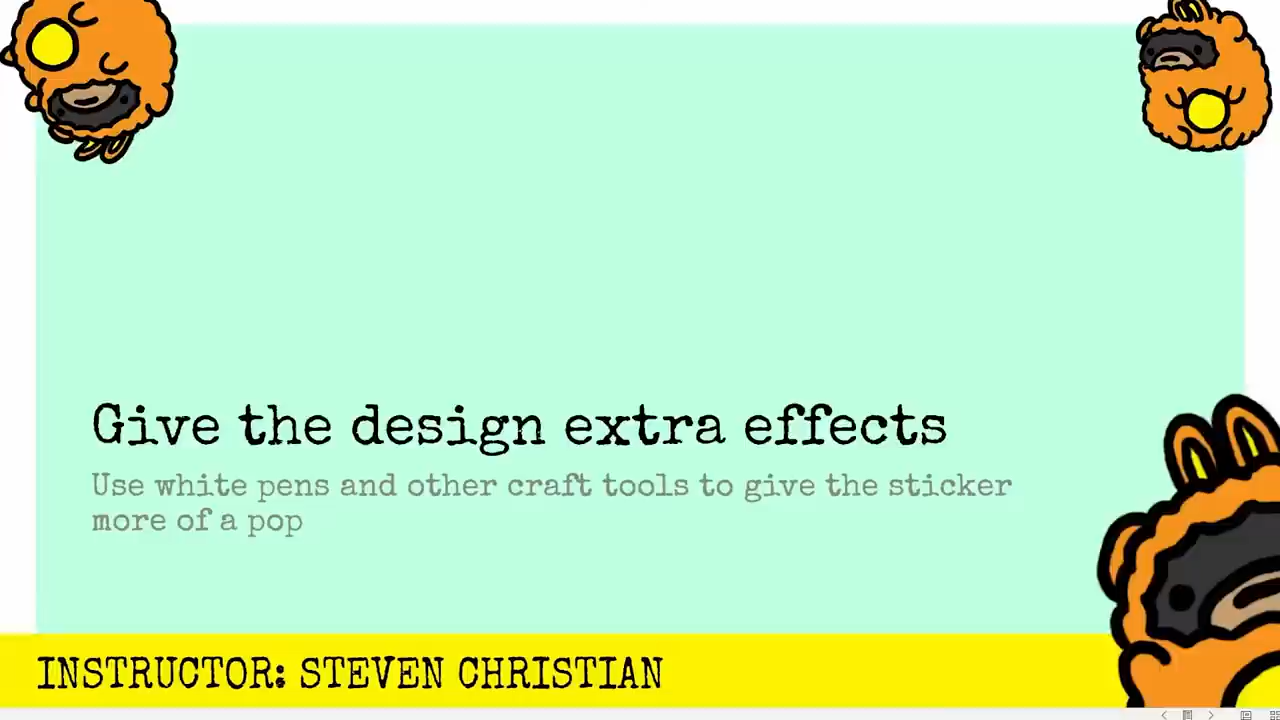 Give the design extra effects
Use white pens and other craft tools to give the sticker
more of a pop
INSTRUCTOR: STEVEN CHRISTIAN